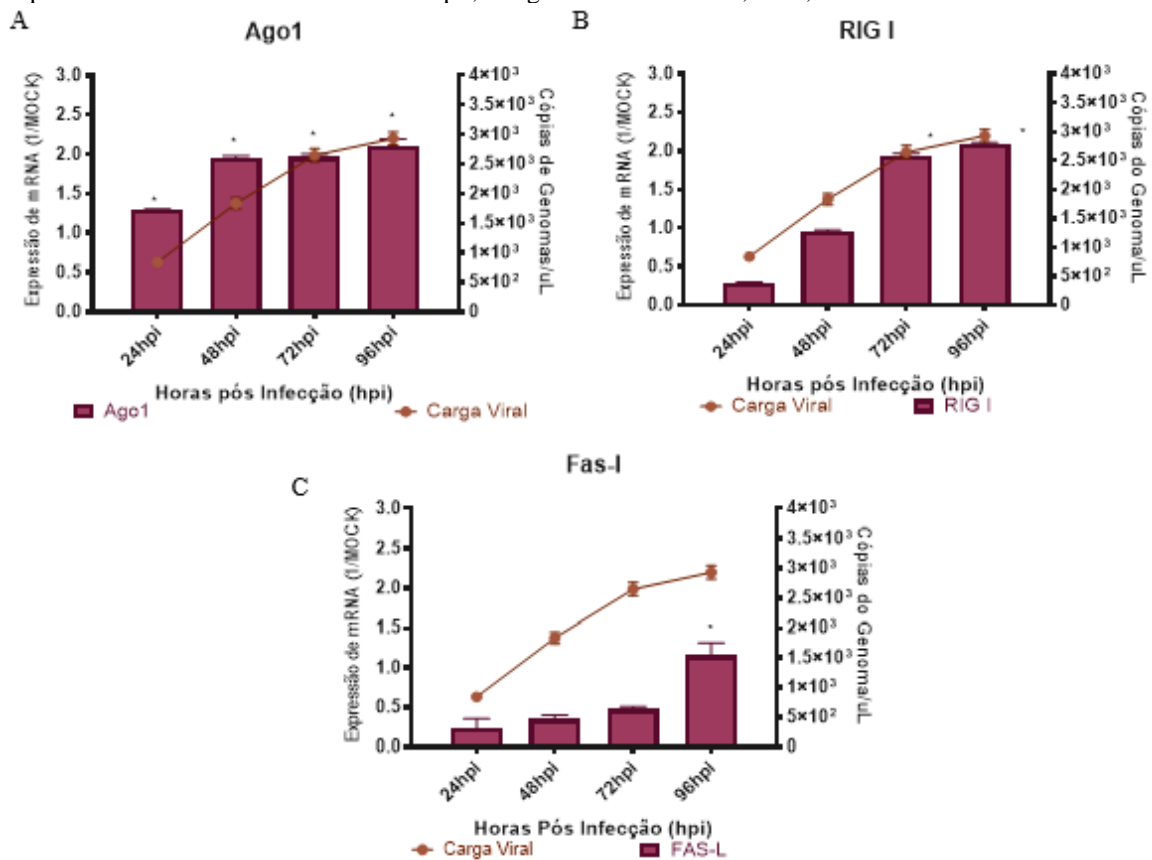 A
Ago1
Expressão de mRNA (1/MOCK)
3.0
2.5
2.0
1.5
1.0
0.5
0.0
* * * *
4×10³
3.5×10³
3×10³
2.5×10³
2×10³
1.5×10³
1×10³
5×10²
0
Cópias de Genomas/uL
24hpi 48hpi 72hpi 96hpi
Horas pós Infecção (hpi)
Ago1 Carga Viral
B
RIG I
Expressão de mRNA (1/MOCK)
3.0
2.5
2.0
1.5
1.0
0.5
0.0
* *
4×10³
3.5×10³
3×10³
2.5×10³
2×10³
1.5×10³
1×10³
5×10²
0
Cópias do Genoma/uL
24hpi 48hpi 72hpi 96hpi
Horas pós Infecção (hpi)
Carga Viral RIG I
C
Fas-l
Expressão de mRNA (1/MOCK)
3.0
2.5
2.0
1.5
1.0
0.5
0.0
*
4×10³
3.5×10³
3×10³
2.5×10³
2×10³
1.5×10³
1×10³
5×10²
0
Cópias do Genoma/uL
24hpi 48hpi 72hpi 96hpi
Horas Pós Infecção (hpi)
Carga Viral FAS-L